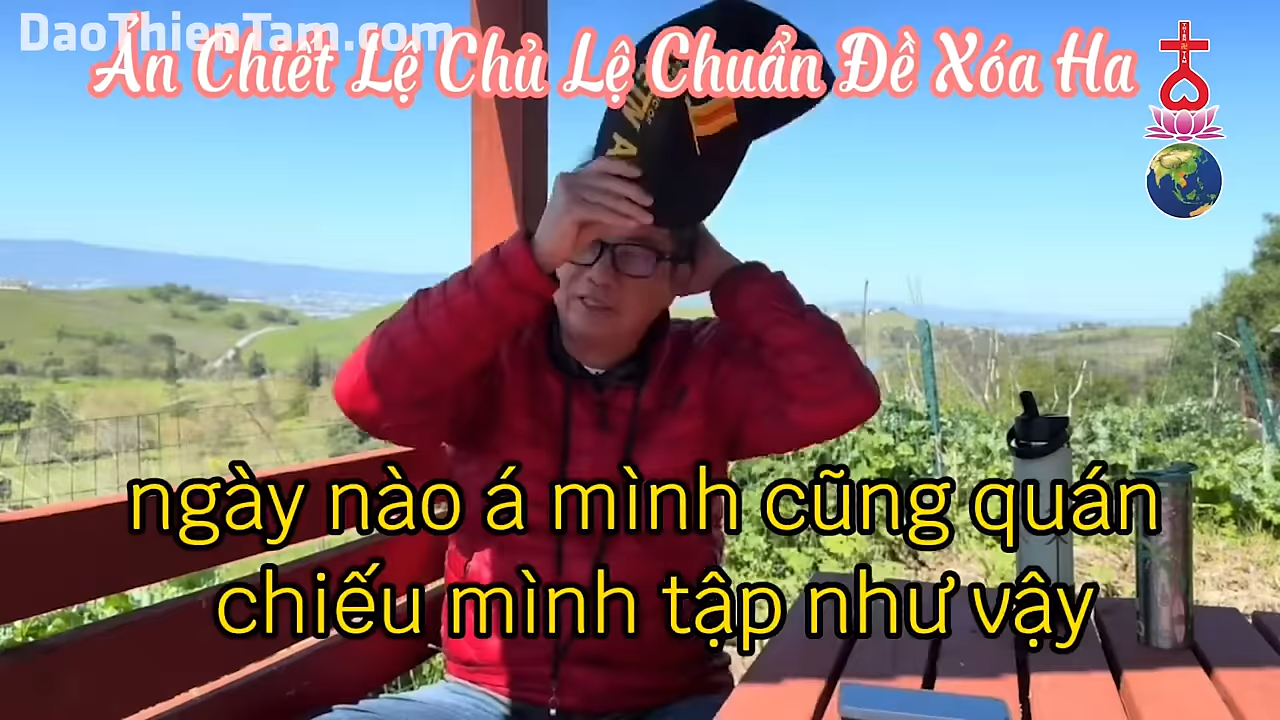 DaoThienTam.com
Án Chiết Lệ Chủ Lệ Chuẩn Đề Xóa Ha
ngày nào á mình cũng quán
chiếu mình tập như vậy